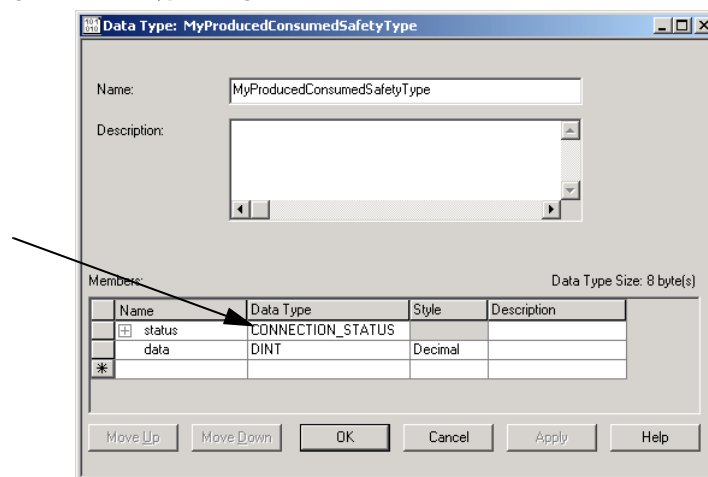 Data Type: MyProducedConsumedSafetyType
Name: MyProducedConsumedSafetyType
Description:
Members: Data Type Size: 8 byte(s)
Name Data Type Style Description
status CONNECTION_STATUS
data DINT Decimal
Move Up Move Down OK Cancel Apply Help